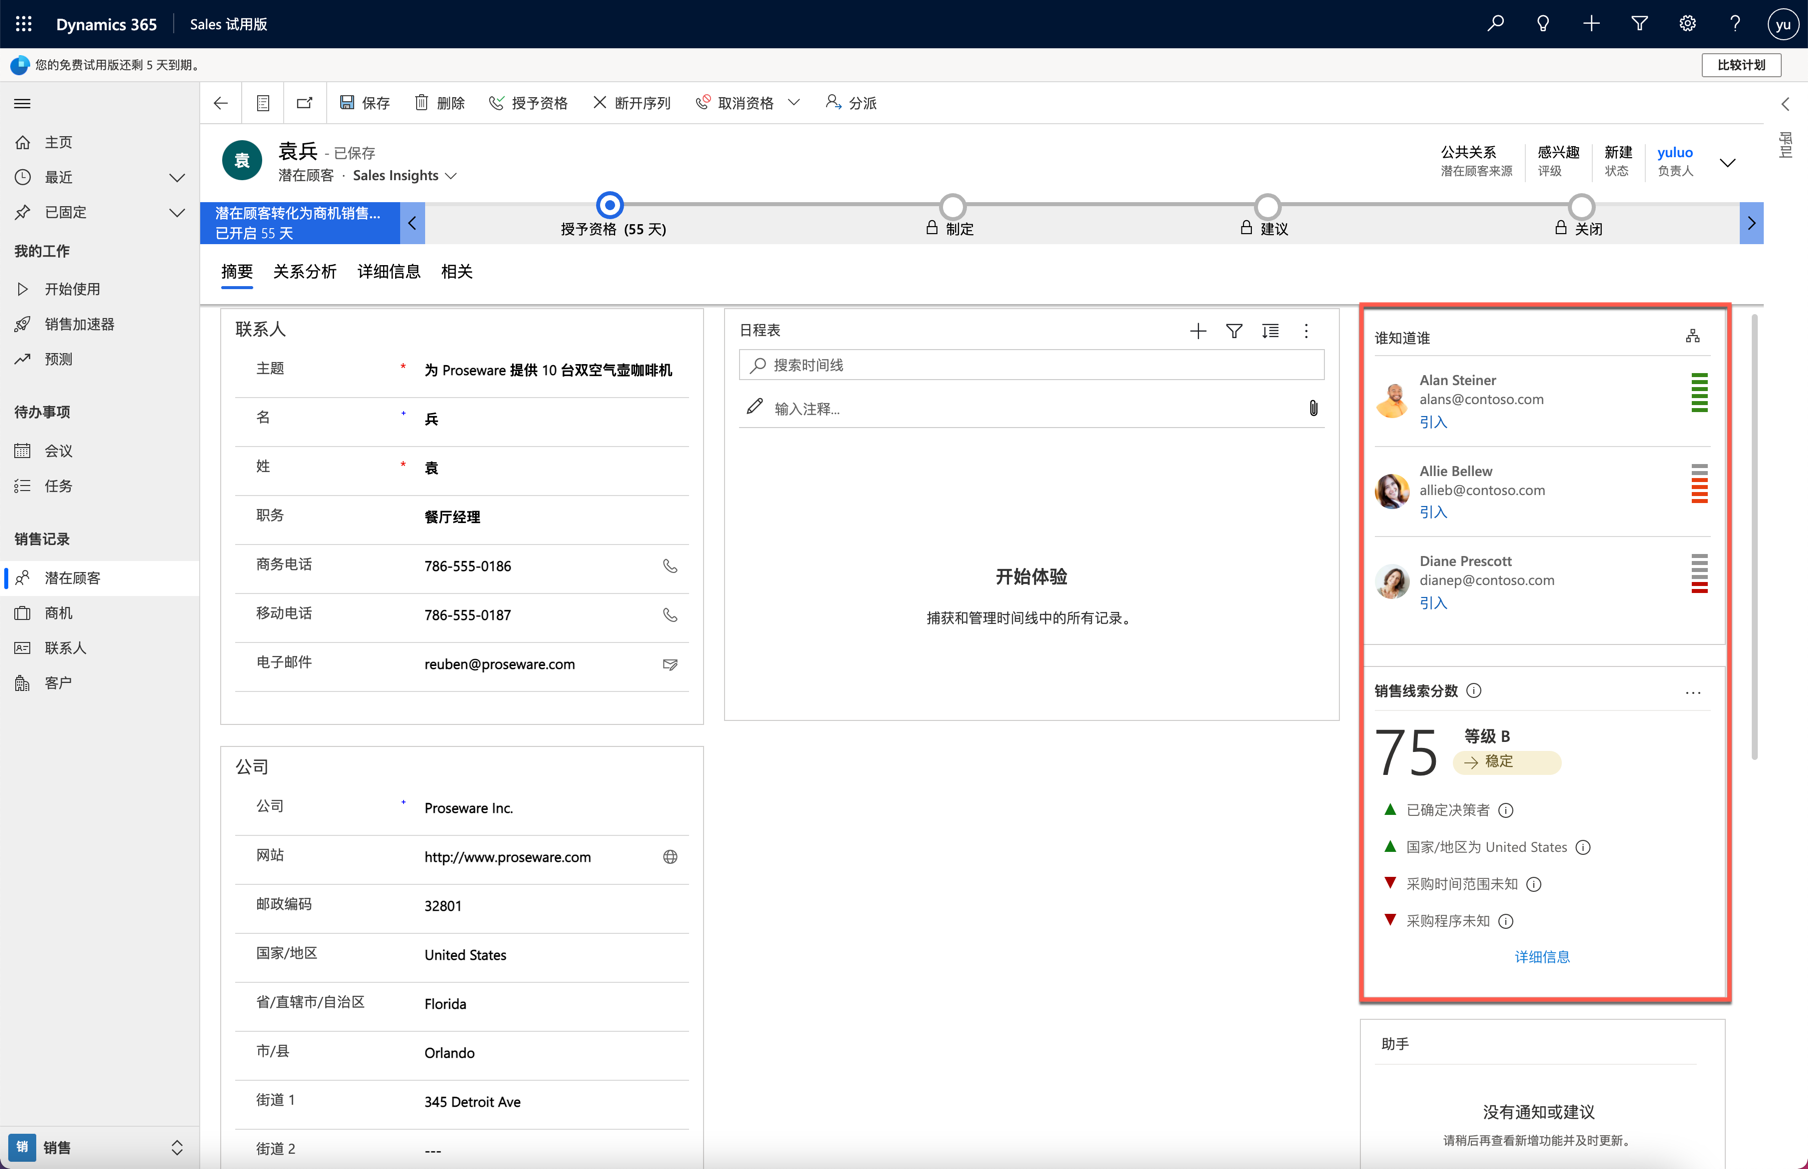 Dynamics 365
Sales 试用版
yu
您的免费试用版还剩 5 天到期。
比较计划
主页
最近
已固定
我的工作
开始使用
销售加速器
预测
待办事项
会议
任务
销售记录
潜在顾客
商机
联系人
客户
销 销售
保存
删除
授予资格
断开序列
取消资格
分派
袁
袁兵 - 已保存
潜在顾客 · Sales Insights
公共关系
潜在顾客来源
感兴趣
评级
新建
状态
yuluo
负责人
潜在顾客转化为商机销售...
已开启 55 天
授予资格 (55 天)
制定
建议
关闭
摘要
关系分析
详细信息
相关
联系人
主题 * 为 Proseware 提供 10 台双空气壶咖啡机
名 + 兵
姓 * 袁
职务 餐厅经理
商务电话 786-555-0186
移动电话 786-555-0187
电子邮件 reuben@proseware.com
公司
公司 + Proseware Inc.
网站 http://www.proseware.com
邮政编码 32801
国家/地区 United States
省/直辖市/自治区 Florida
市/县 Orlando
街道 1 345 Detroit Ave
街道 2 ---
日程表
搜索时间线
输入注释...
开始体验
捕获和管理时间线中的所有记录。
谁知道谁
Alan Steiner
alans@contoso.com
引入
Allie Bellew
allieb@contoso.com
引入
Diane Prescott
dianep@contoso.com
引入
销售线索分数
75
等级 B
稳定
已确定决策者
国家/地区为 United States
采购时间范围未知
采购程序未知
详细信息
助手
没有通知或建议
请稍后再查看新增功能并及时更新。